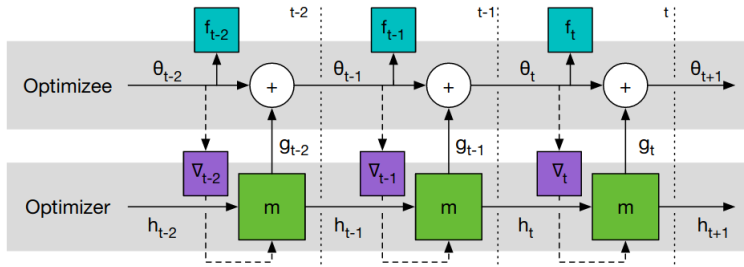 t-2 t-1 t
f_{t-2} f_{t-1} f_t
Optimizee θ_{t-2} + θ_{t-1} + θ_t + θ_{t+1}
g_{t-2} g_{t-1} g_t
∇_{t-2} ∇_{t-1} ∇_t
Optimizer m m m
h_{t-2} h_{t-1} h_t h_{t+1}